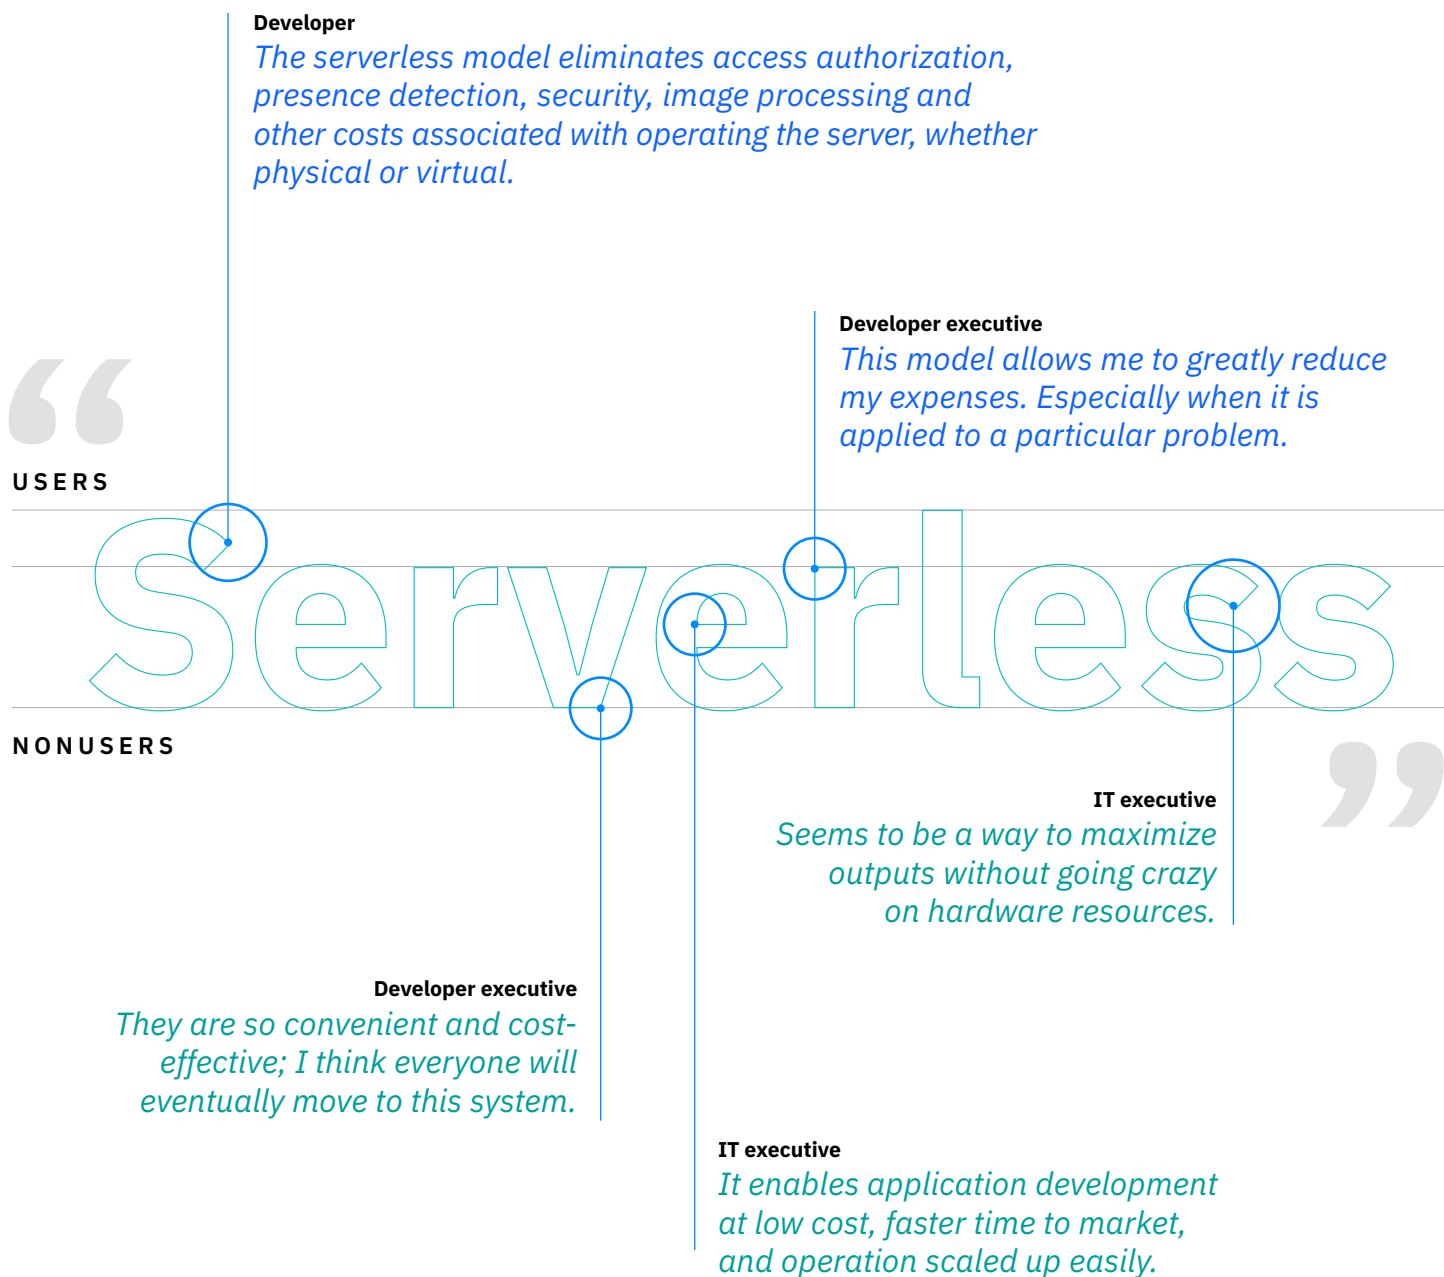 Developer
The serverless model eliminates access authorization,
presence detection, security, image processing and
other costs associated with operating the server, whether
physical or virtual.
Developer executive
This model allows me to greatly reduce
my expenses. Especially when it is
applied to a particular problem.
“
USERS
Serverless
NONUSERS
”
IT executive
Seems to be a way to maximize
outputs without going crazy
on hardware resources.
Developer executive
They are so convenient and cost-
effective; I think everyone will
eventually move to this system.
IT executive
It enables application development
at low cost, faster time to market,
and operation scaled up easily.